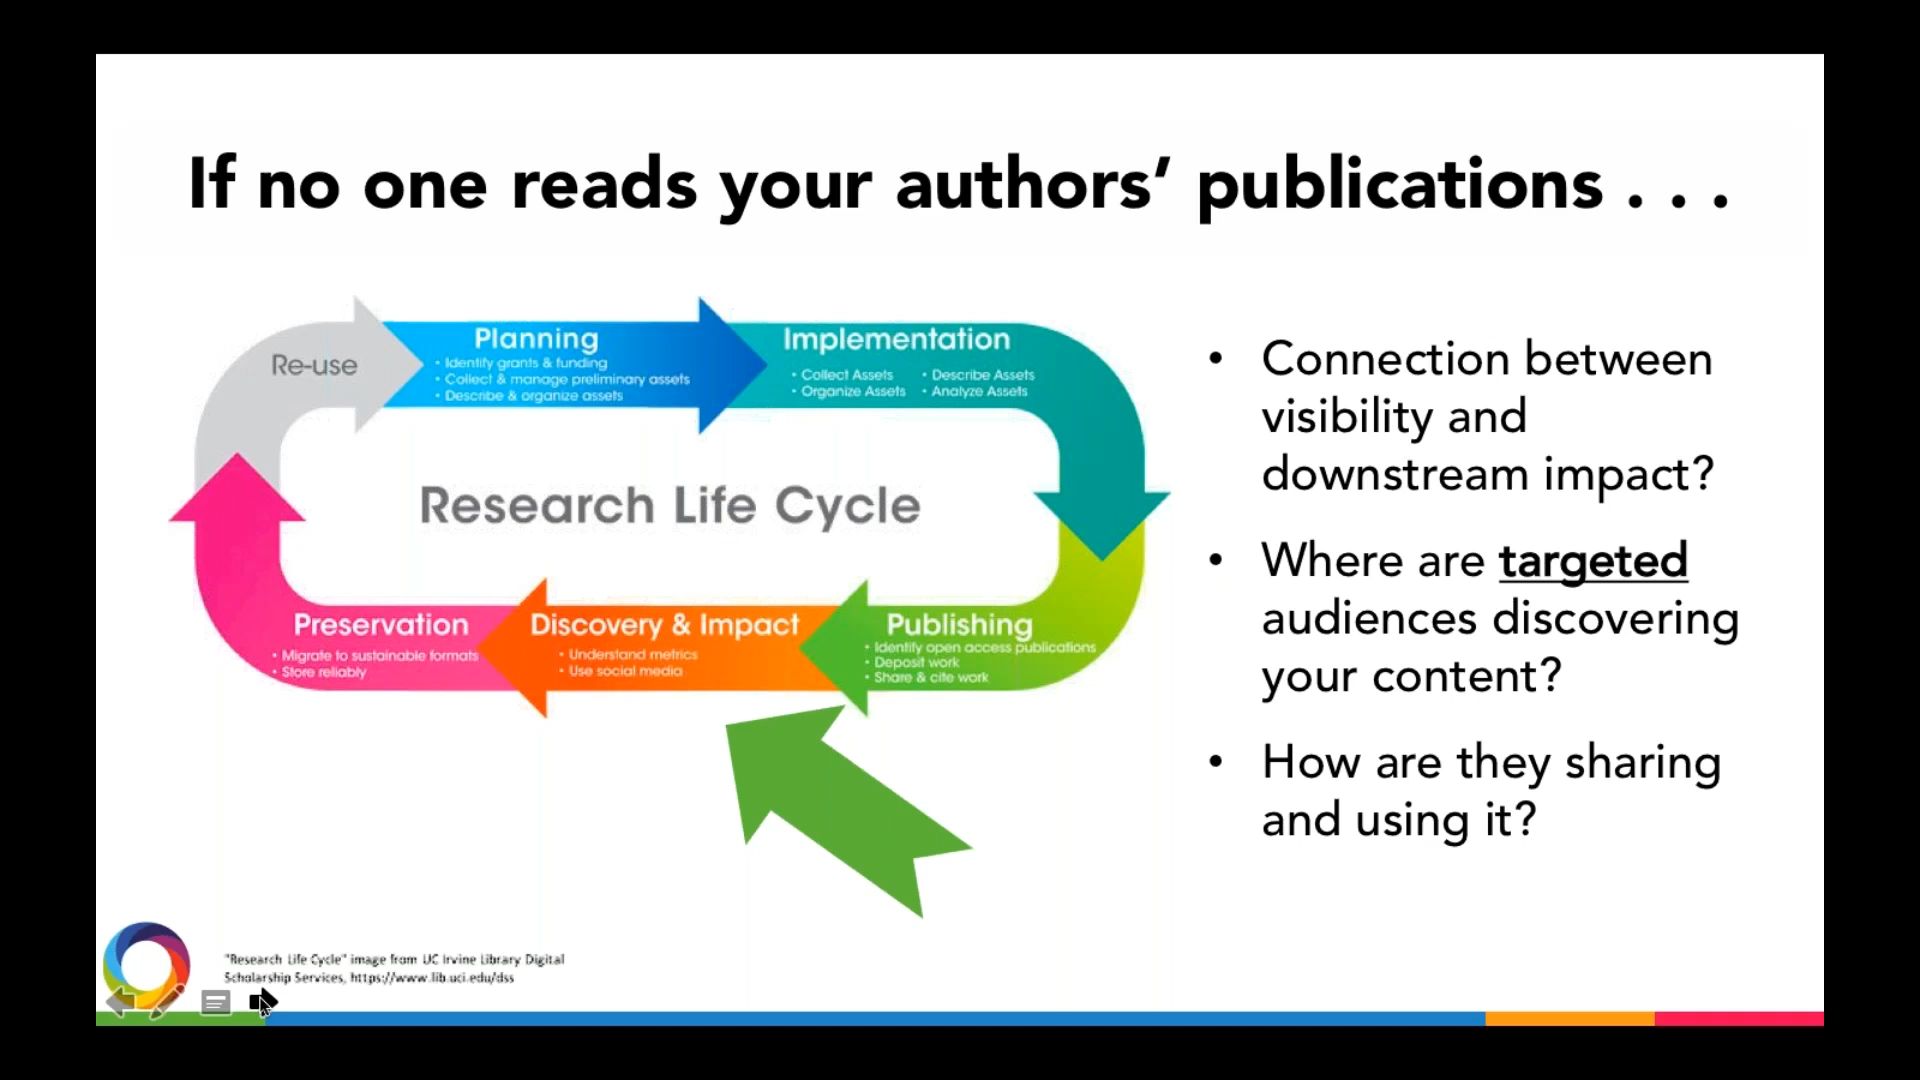 If no one reads your authors’ publications . . .
Re-use
Planning
• Identify grants & funding
• Collect & manage preliminary assets
• Describe & organize assets
Implementation
• Collect Assets
• Organize Assets
• Describe Assets
• Analyze Assets
Research Life Cycle
Publishing
• Identify open access publications
• Deposit work
• Share & cite work
Discovery & Impact
• Understand metrics
• Use social media
Preservation
• Migrate to sustainable formats
• Store reliably
• Connection between
visibility and
downstream impact?
• Where are targeted
audiences discovering
your content?
• How are they sharing
and using it?
"Research Life Cycle" image from UC Irvine Library Digital
Scholarship Services, https://www.lib.uci.edu/dss